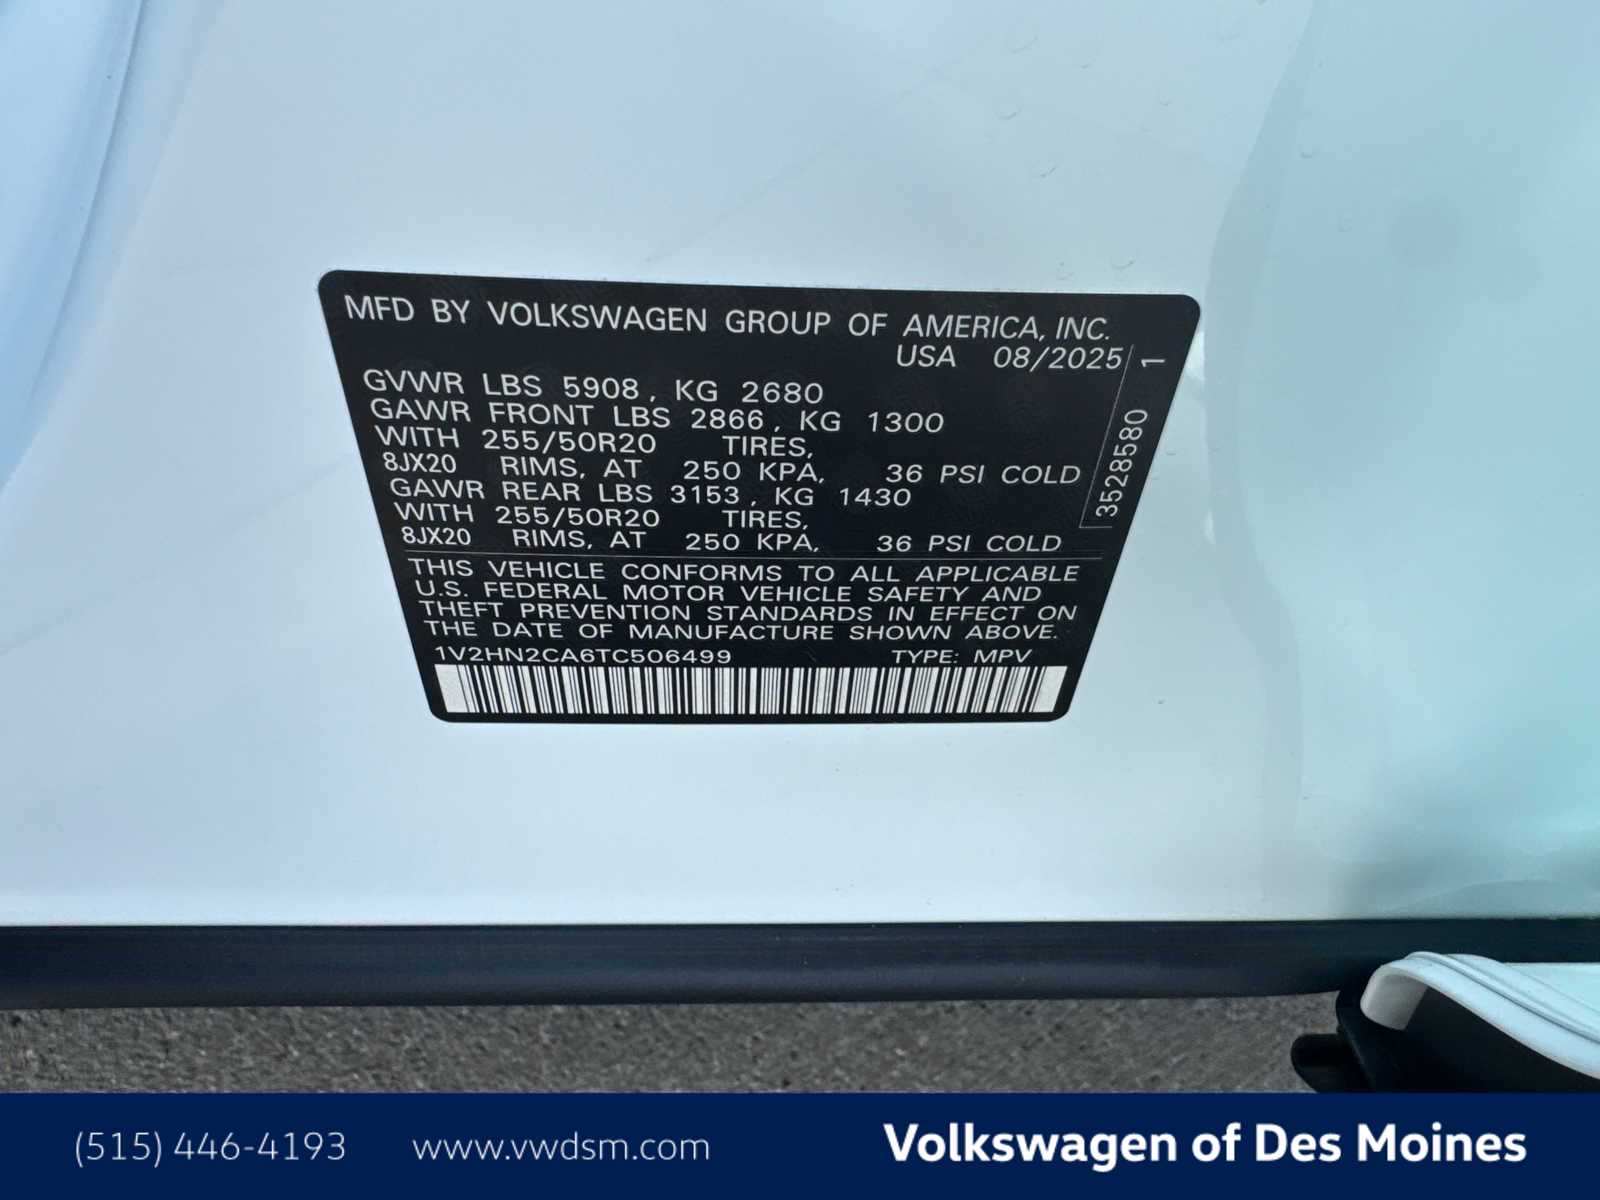 MFD BY VOLKSWAGEN GROUP OF AMERICA, INC.
USA 08/2025
GVWR LBS 5908, KG 2680
GAWR FRONT LBS 2866, KG 1300
WITH 255/50R20 TIRES,
8JX20 RIMS, AT 250 KPA, 36 PSI COLD
GAWR REAR LBS 3153, KG 1430
WITH 255/50R20 TIRES,
8JX20 RIMS, AT 250 KPA, 36 PSI COLD
THIS VEHICLE CONFORMS TO ALL APPLICABLE
U.S. FEDERAL MOTOR VEHICLE SAFETY AND
THEFT PREVENTION STANDARDS IN EFFECT ON
THE DATE OF MANUFACTURE SHOWN ABOVE.
1V2HN2CA6TC506499 TYPE: MPV
3528580 1
(515) 446-4193 www.vwdsm.com Volkswagen of Des Moines